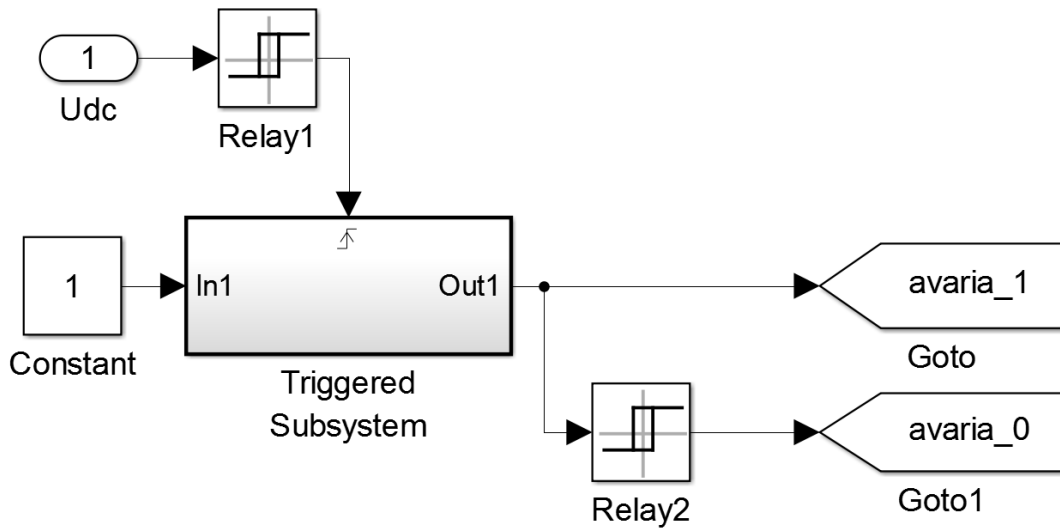 1
Udc
Relay1
1
Constant
In1
Out1
Triggered
Subsystem
avaria_1
Goto
Relay2
avaria_0
Goto1